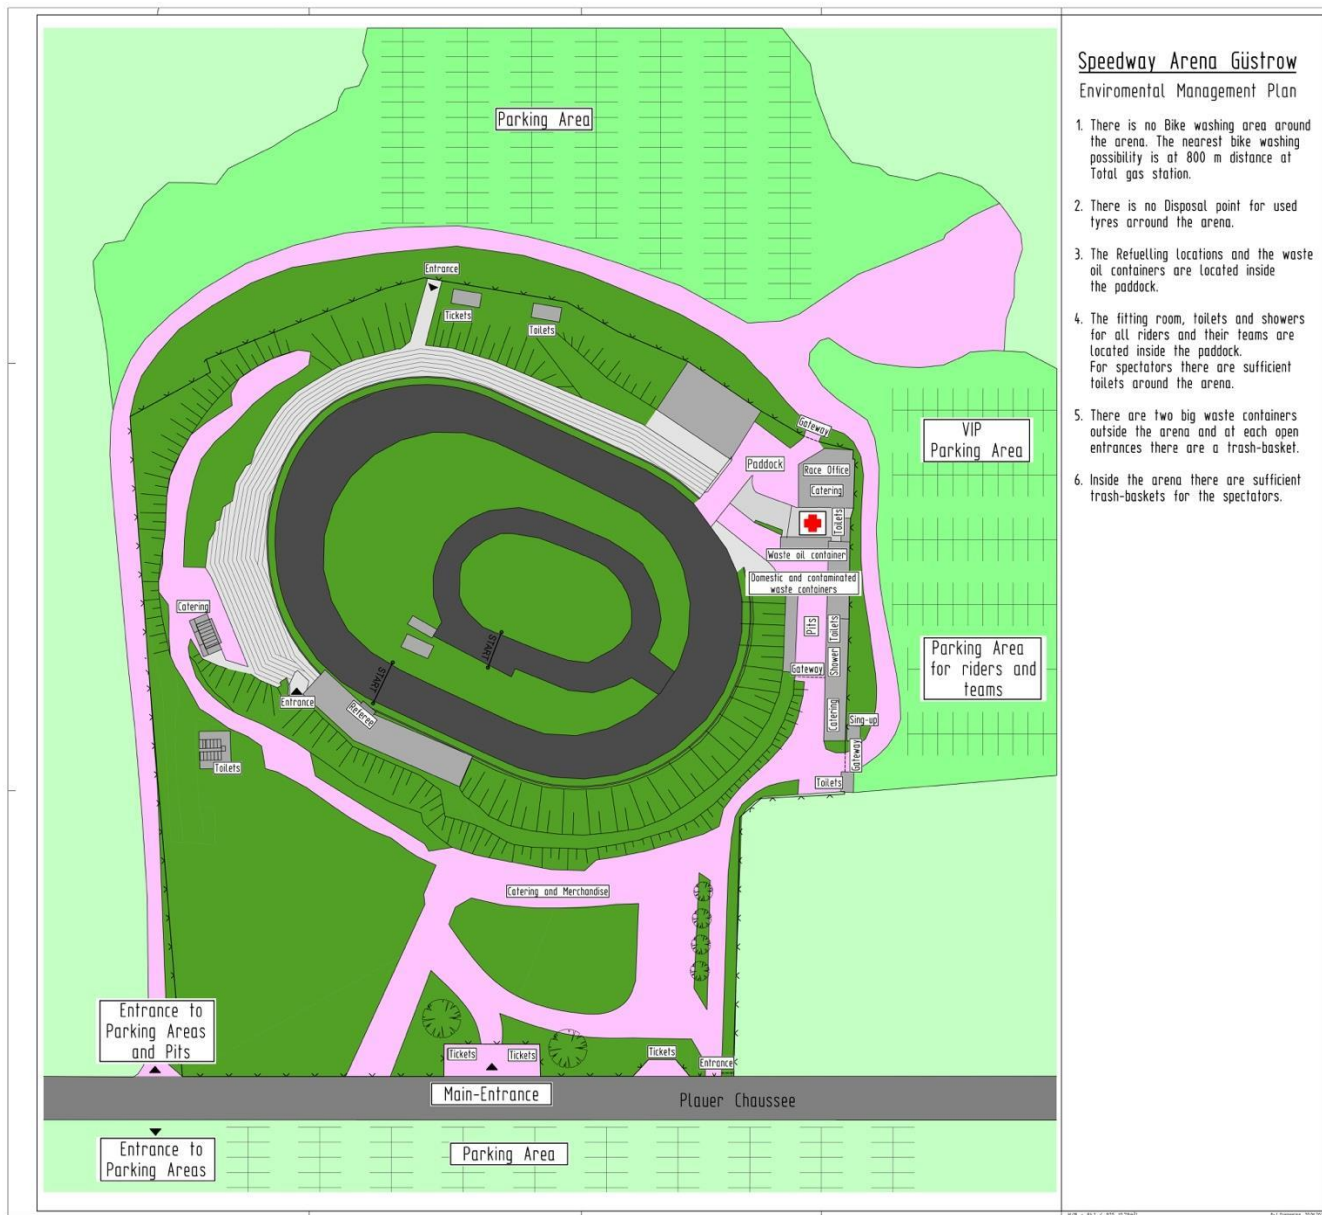 Speedway Arena Güstrow
Enviromental Management Plan
1. There is no Bike washing area around
the arena. The nearest bike washing
possibility is at 800 m distance at
Total gas station.
2. There is no Disposal point for used
tyres arround the arena.
3. The Refuelling locations and the waste
oil containers are located inside
the paddock.
4. The fitting room, toilets and showers
for all riders and their teams are
located inside the paddock.
For spectators there are sufficient
toilets around the arena.
5. There are two big waste containers
outside the arena and at each open
entrances there are a trash-basket.
6. Inside the arena there are sufficient
trash-baskets for the spectators.
Parking Area
Entrance
Tickets
Toilets
Gateway
VIP
Parking Area
Paddock
Race Office
Catering
Toilets
Waste oil container
Domestic and contaminated
waste containers
Catering
Pits
Toilets
START
START
Gateway
Shower
Parking Area
for riders and
teams
Entrance
Referee
Catering
Sing-up
Gateway
Toilets
Toilets
Catering and Merchandise
Entrance to
Parking Areas
and Pits
Tickets
Tickets
Tickets
Entrance
Main-Entrance
Plauer Chaussee
Entrance to
Parking Areas
Parking Area